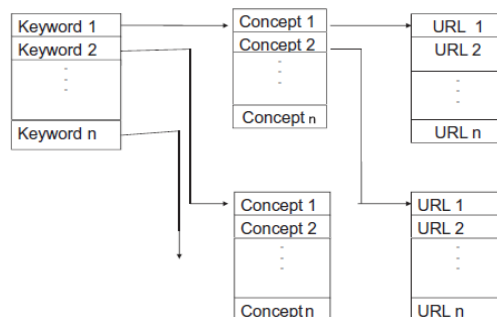 Keyword 1
Keyword 2
Keyword n
Concept 1
Concept 2
Concept n
URL 1
URL 2
URL n
Concept 1
Concept 2
Concept n
URL 1
URL 2
URL n